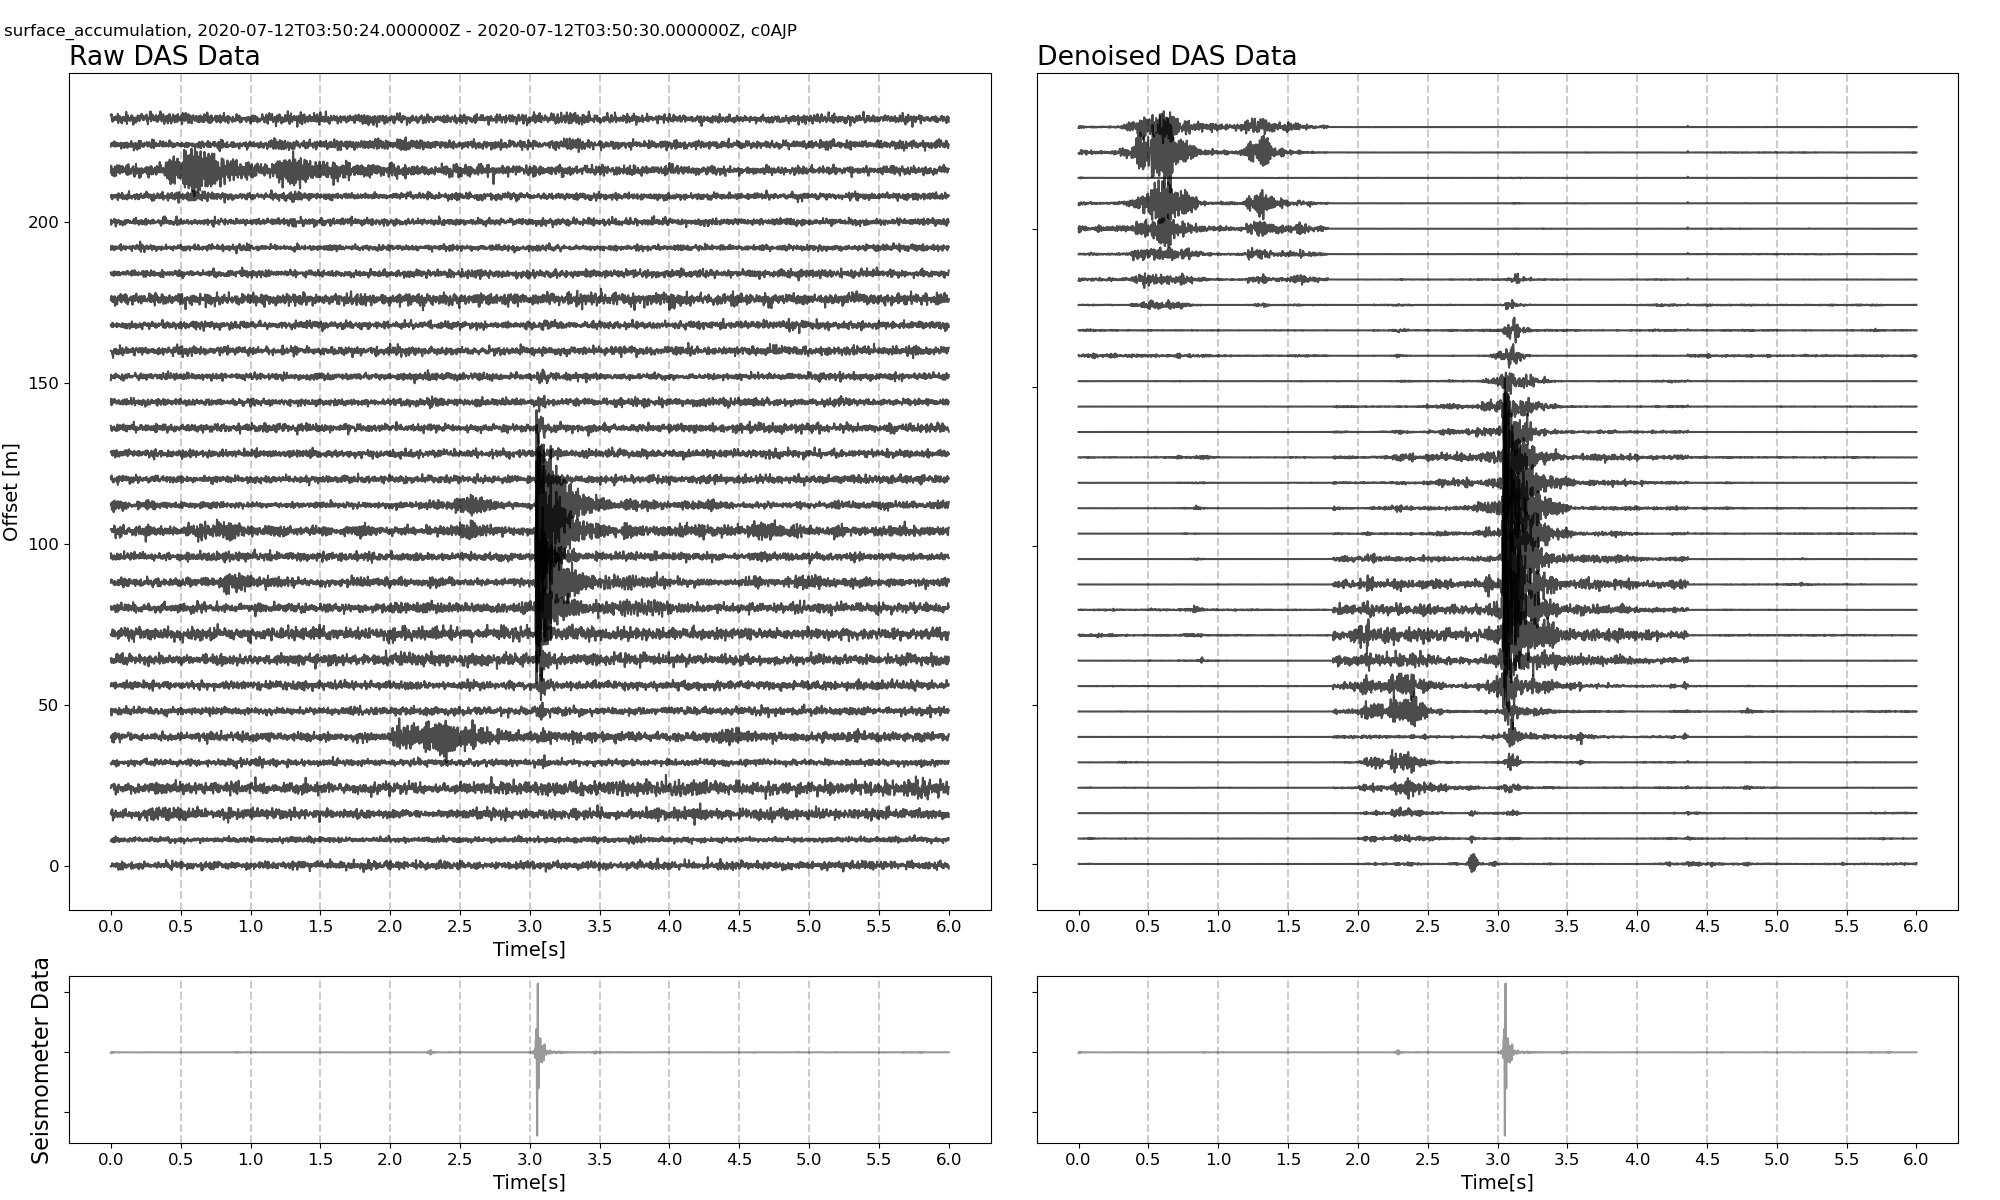 surface_accumulation, 2020-07-12T03:50:24.000000Z - 2020-07-12T03:50:30.000000Z, c0AJP
Raw DAS Data
Denoised DAS Data
Offset [m]
200
150
100
50
0
0.0 0.5 1.0 1.5 2.0 2.5 3.0 3.5 4.0 4.5 5.0 5.5 6.0
Time[s]
0.0 0.5 1.0 1.5 2.0 2.5 3.0 3.5 4.0 4.5 5.0 5.5 6.0
Seismometer Data
0.0 0.5 1.0 1.5 2.0 2.5 3.0 3.5 4.0 4.5 5.0 5.5 6.0
Time[s]
0.0 0.5 1.0 1.5 2.0 2.5 3.0 3.5 4.0 4.5 5.0 5.5 6.0
Time[s]